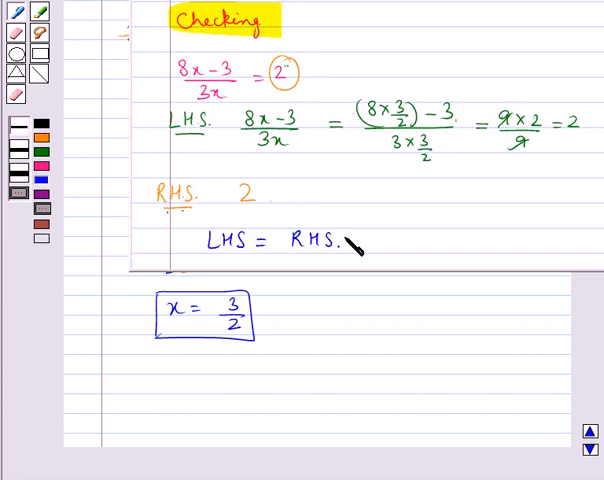 Checking
8x-3/3x = 2
LHS. 8x-3/3x = (8×3/2)-3/3×3/2 = 9×2/9 = 2
RHS. 2
LHS = RHS.
x = 3/2